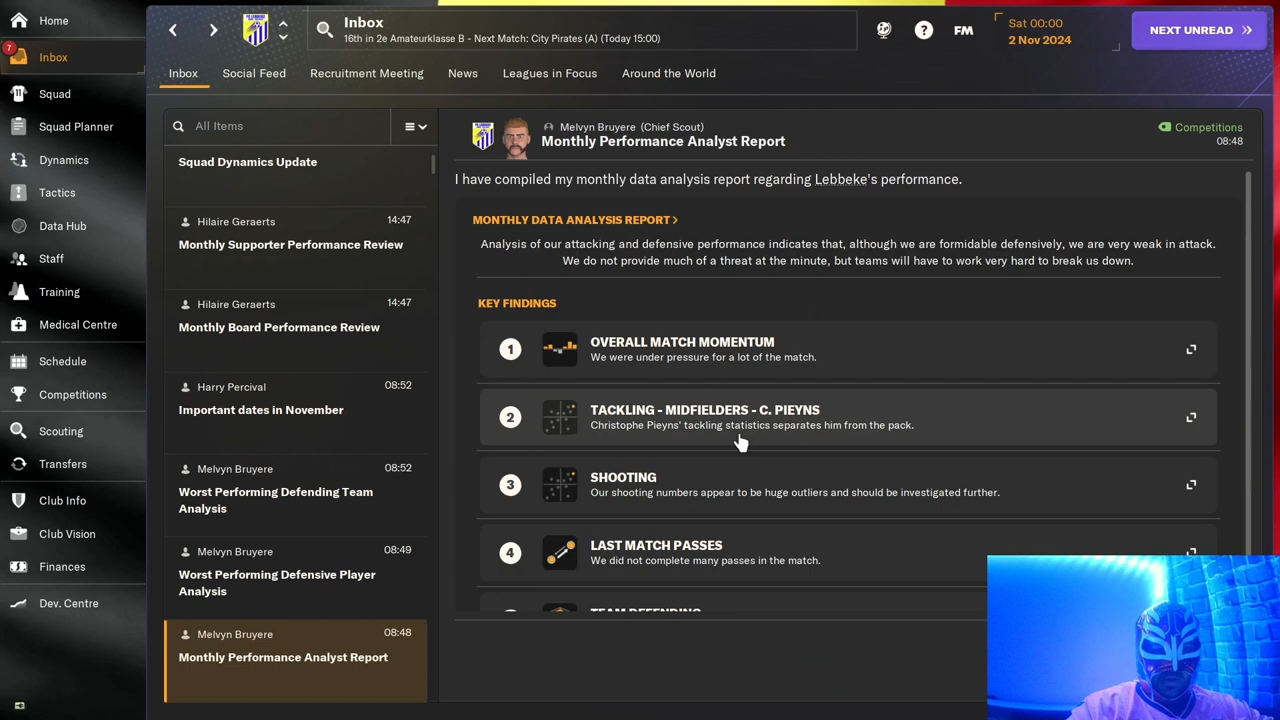 Home
7
Inbox
Squad
Squad Planner
Dynamics
Tactics
Data Hub
Staff
Training
Medical Centre
Schedule
Competitions
Scouting
Transfers
Club Info
Club Vision
Finances
Dev. Centre
Inbox
16th in 2e Amateurklasse B - Next Match: City Pirates (A) (Today 15:00)
?
FM
Sat 00:00
2 Nov 2024
NEXT UNREAD
Inbox
Social Feed
Recruitment Meeting
News
Leagues in Focus
Around the World
All Items
Squad Dynamics Update
Hilaire Geraerts 14:47
Monthly Supporter Performance Review
Hilaire Geraerts 14:47
Monthly Board Performance Review
Harry Percival 08:52
Important dates in November
Melvyn Bruyere 08:52
Worst Performing Defending Team
Analysis
Melvyn Bruyere 08:49
Worst Performing Defensive Player
Analysis
Melvyn Bruyere 08:48
Monthly Performance Analyst Report
Melvyn Bruyere (Chief Scout)
Monthly Performance Analyst Report
Competitions
08:48
I have compiled my monthly data analysis report regarding Lebbeke's performance.
MONTHLY DATA ANALYSIS REPORT >
Analysis of our attacking and defensive performance indicates that, although we are formidable defensively, we are very weak in attack.
We do not provide much of a threat at the minute, but teams will have to work very hard to break us down.
KEY FINDINGS
1
OVERALL MATCH MOMENTUM
We were under pressure for a lot of the match.
2
TACKLING - MIDFIELDERS - C. PIEYNS
Christophe Pieyns' tackling statistics separates him from the pack.
3
SHOOTING
Our shooting numbers appear to be huge outliers and should be investigated further.
4
LAST MATCH PASSES
We did not complete many passes in the match.
TEAM DEFENDING